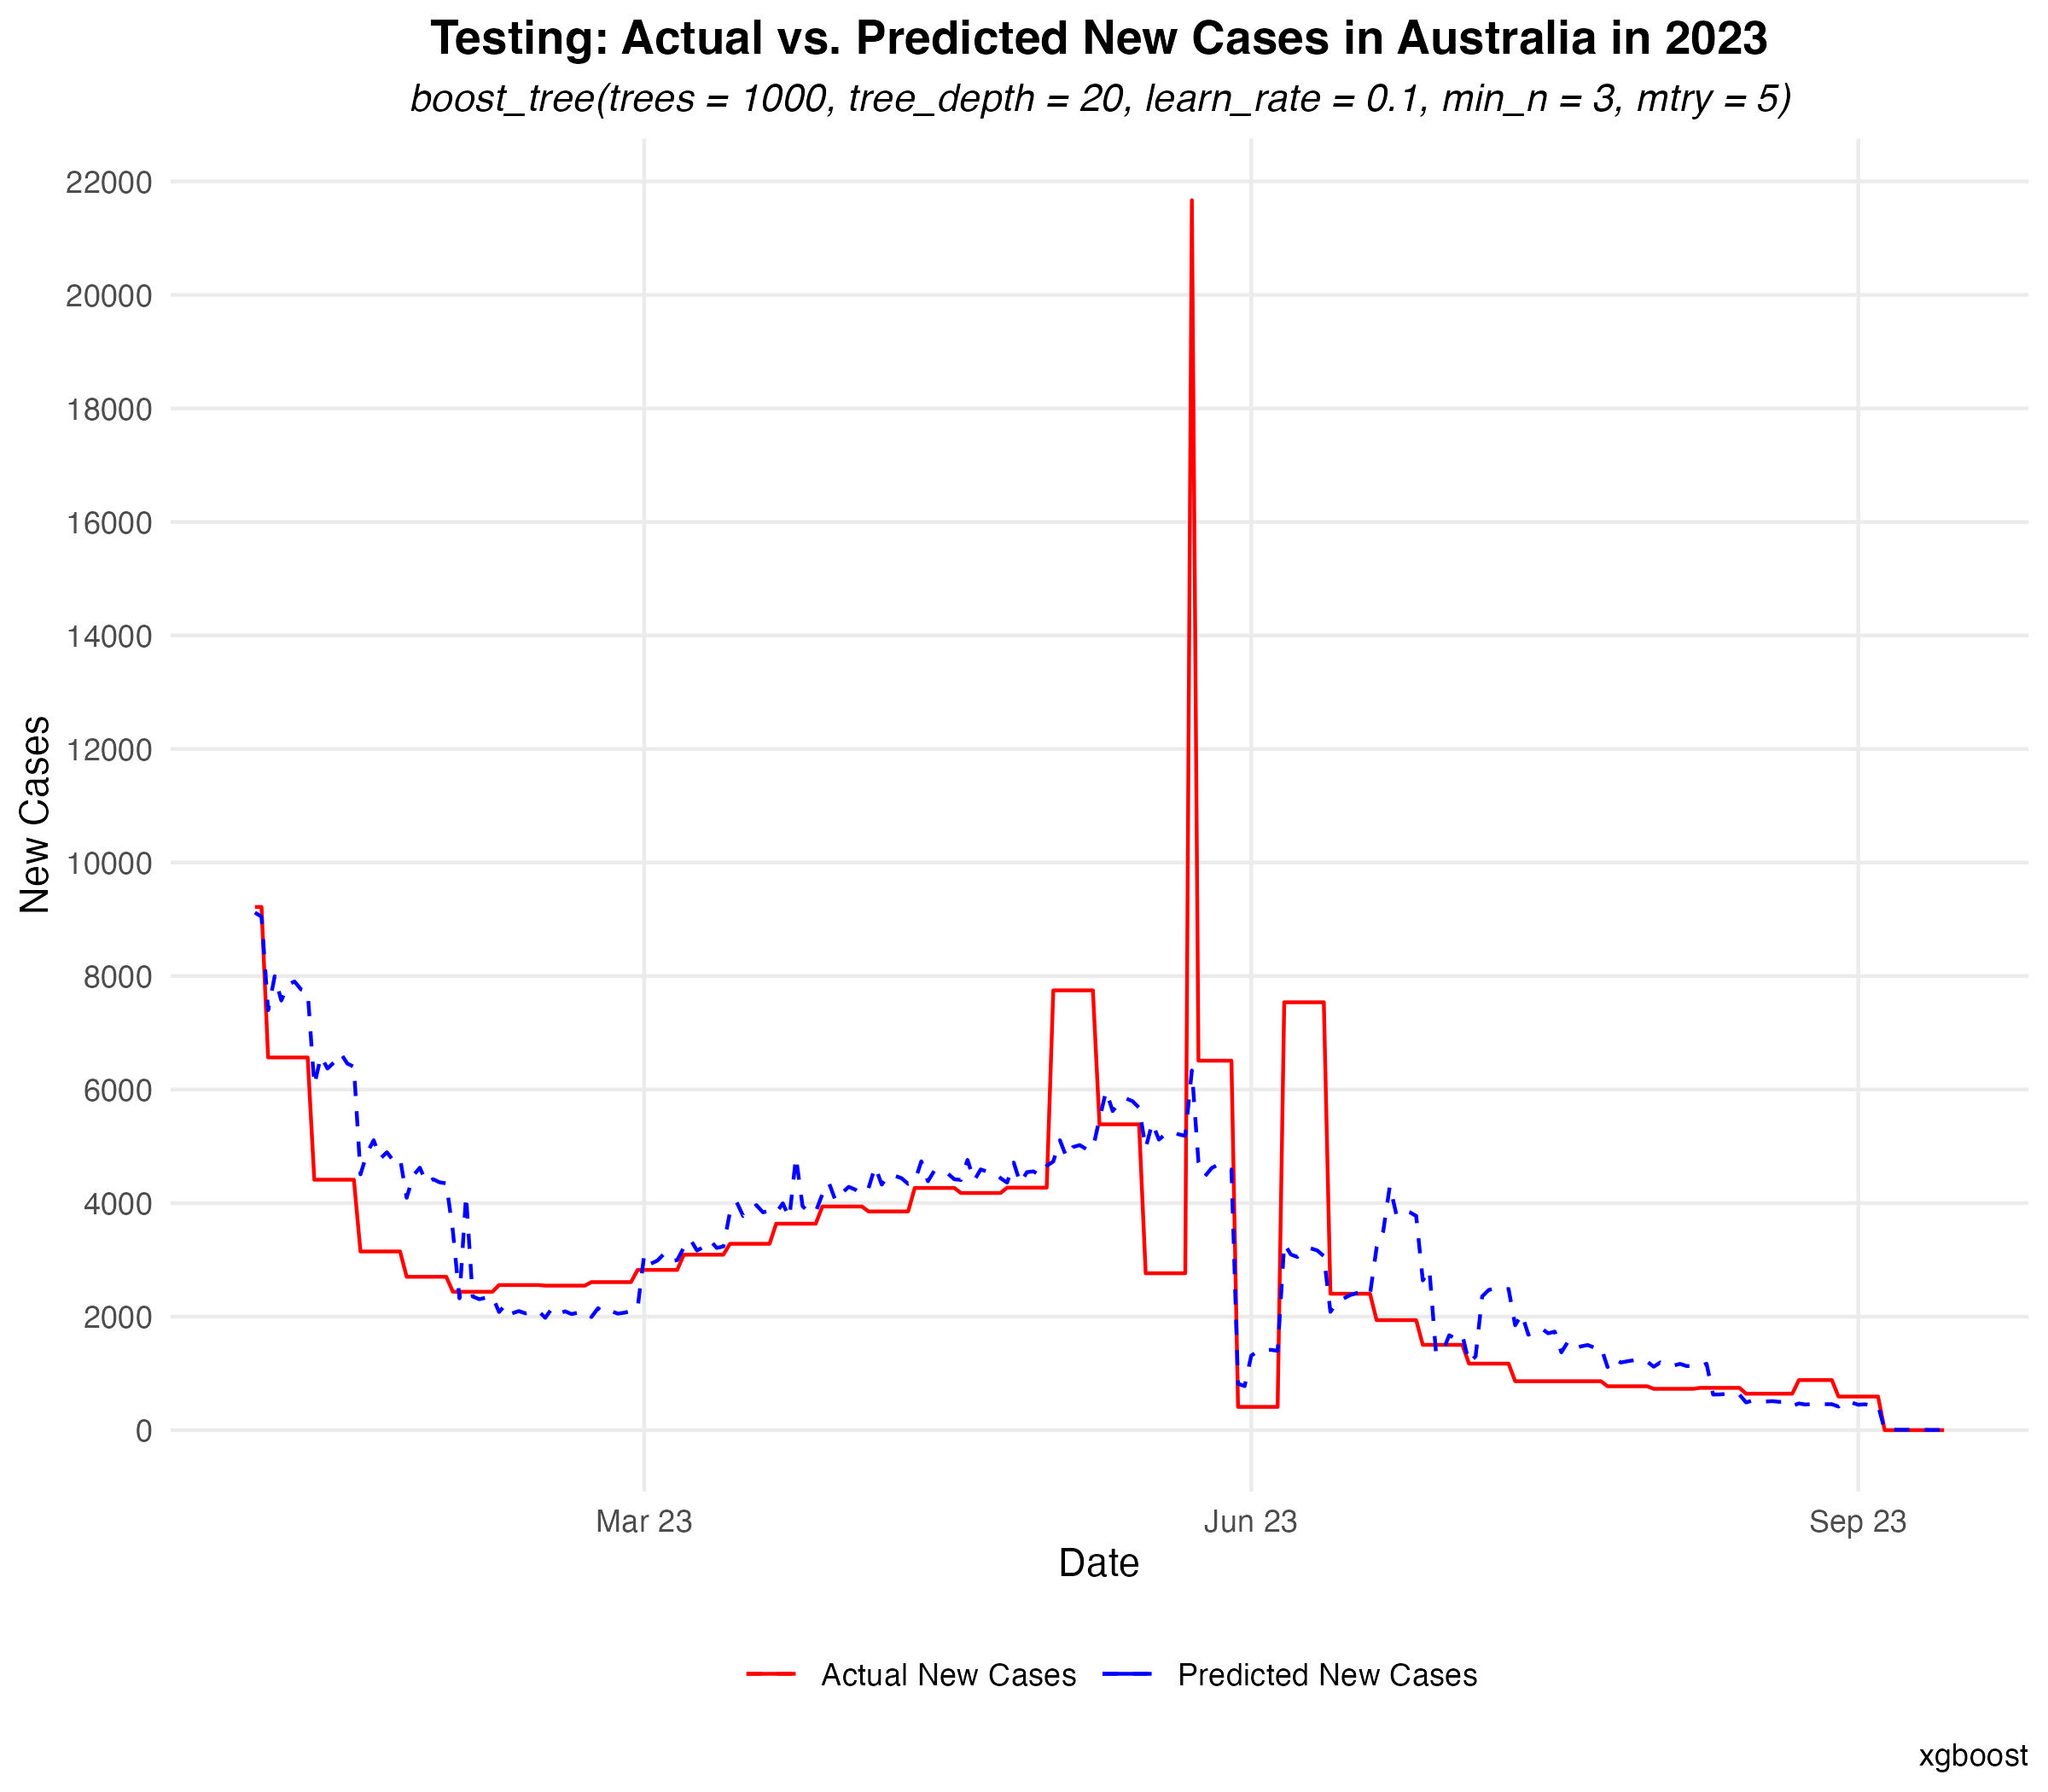 Testing: Actual vs. Predicted New Cases in Australia in 2023
boost_tree(trees = 1000, tree_depth = 20, learn_rate = 0.1, min_n = 3, mtry = 5)
22000
20000
18000
16000
14000
12000
10000
8000
6000
4000
2000
0
New Cases
Mar 23
Jun 23
Sep 23
Date
Actual New Cases
Predicted New Cases
xgboost